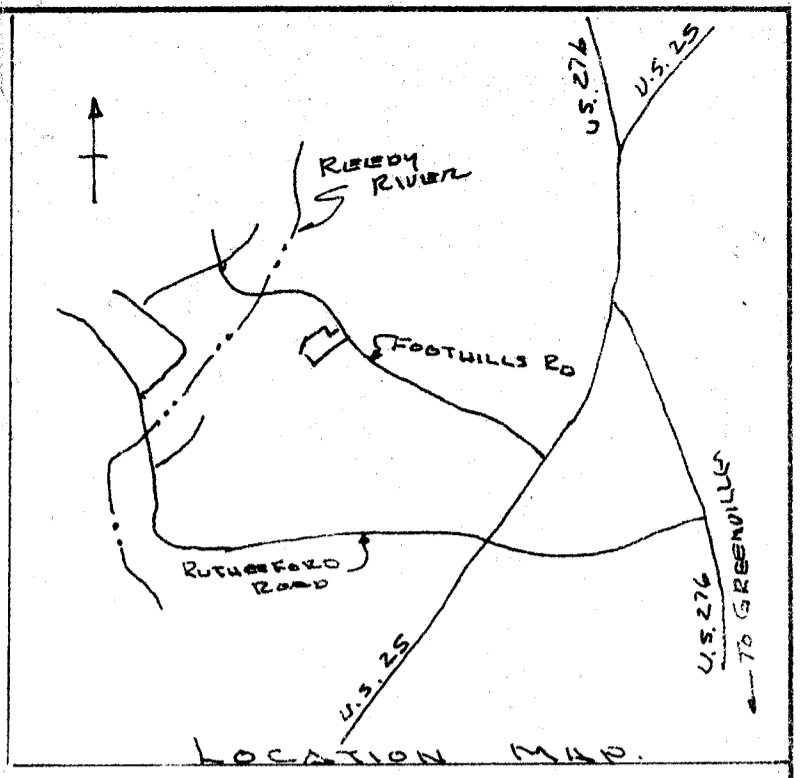 U.S. 276
U.S. 25
REEDY
RIVER
FOOTHILLS RD
RUTHERFORD
ROAD
U.S. 25
U.S. 276
TO GREENVILLE
LOCATION MAP.